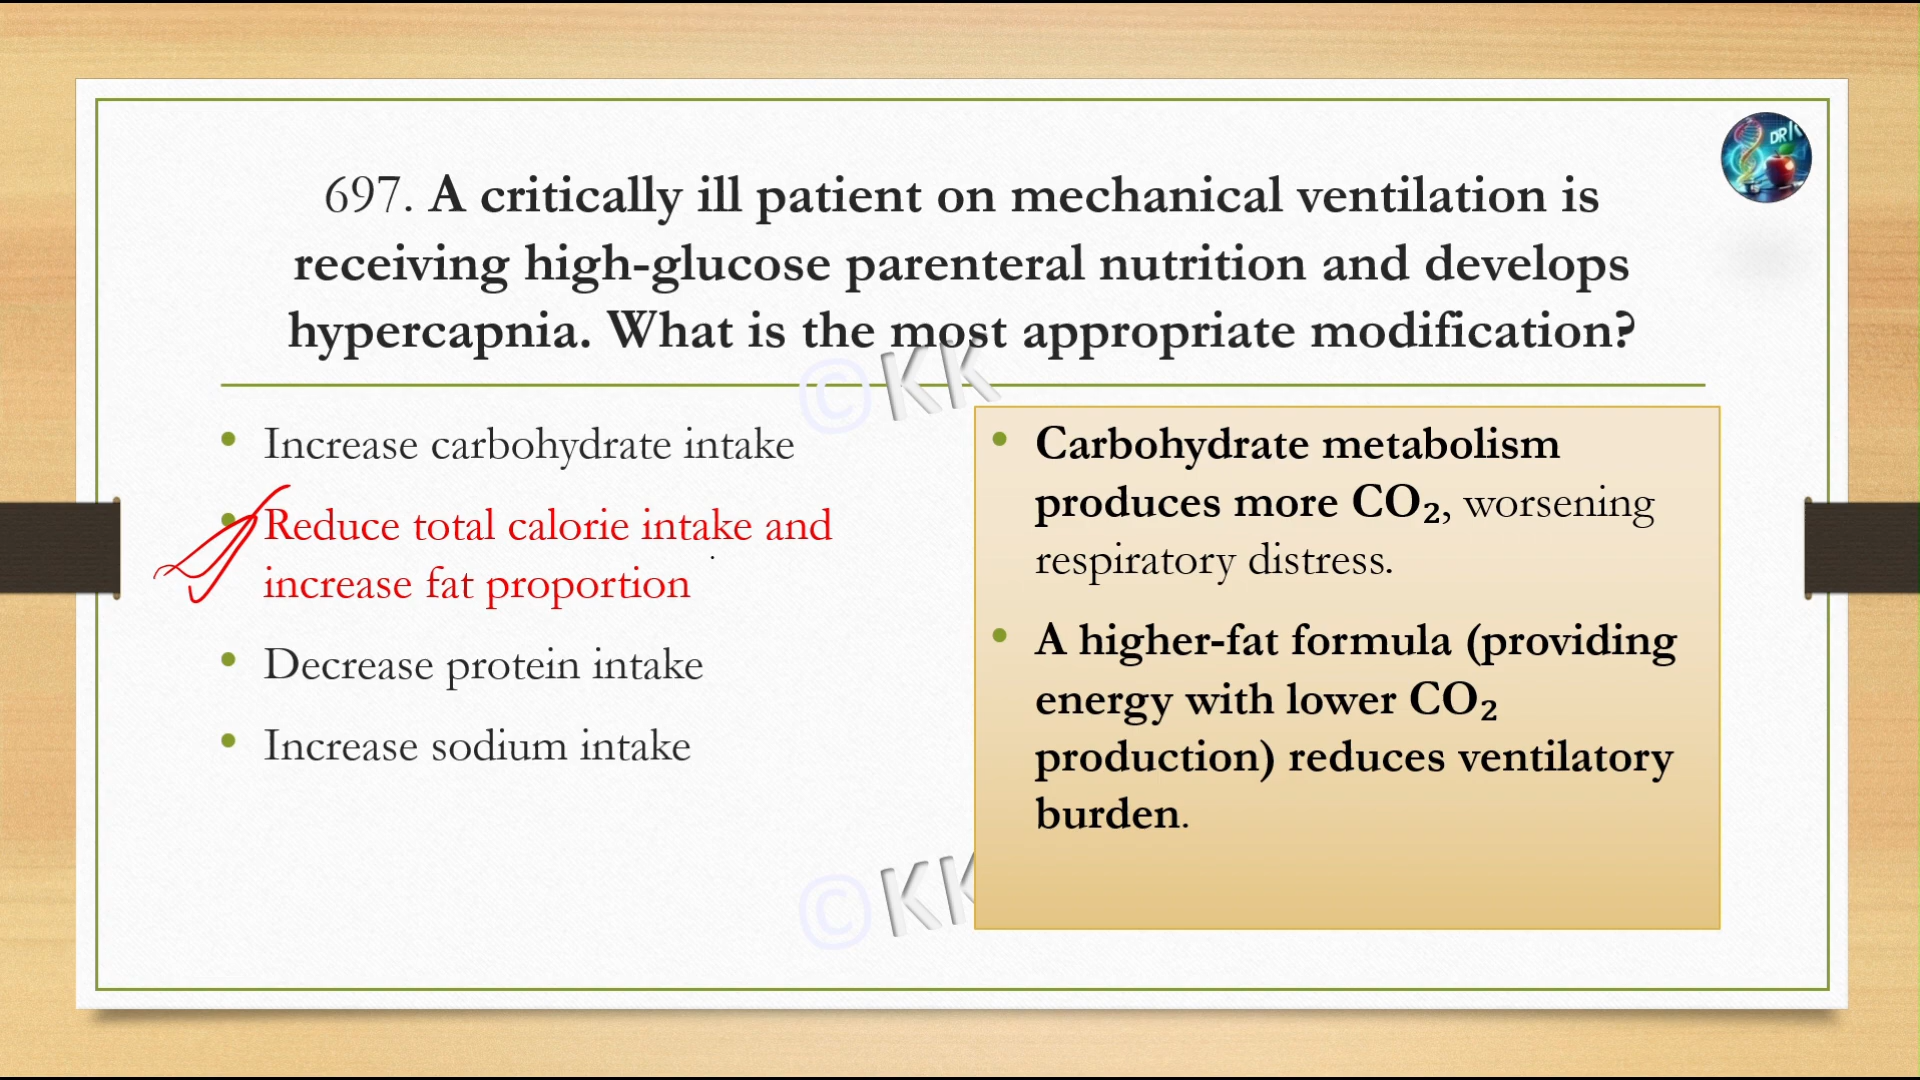 697. A critically ill patient on mechanical ventilation is
receiving high-glucose parenteral nutrition and develops
hypercapnia. What is the most appropriate modification?
Increase carbohydrate intake
Reduce total calorie intake and
increase fat proportion
Decrease protein intake
Increase sodium intake
Carbohydrate metabolism
produces more CO₂, worsening
respiratory distress.
A higher-fat formula (providing
energy with lower CO₂
production) reduces ventilatory
burden.
©KK
©KK
DR K